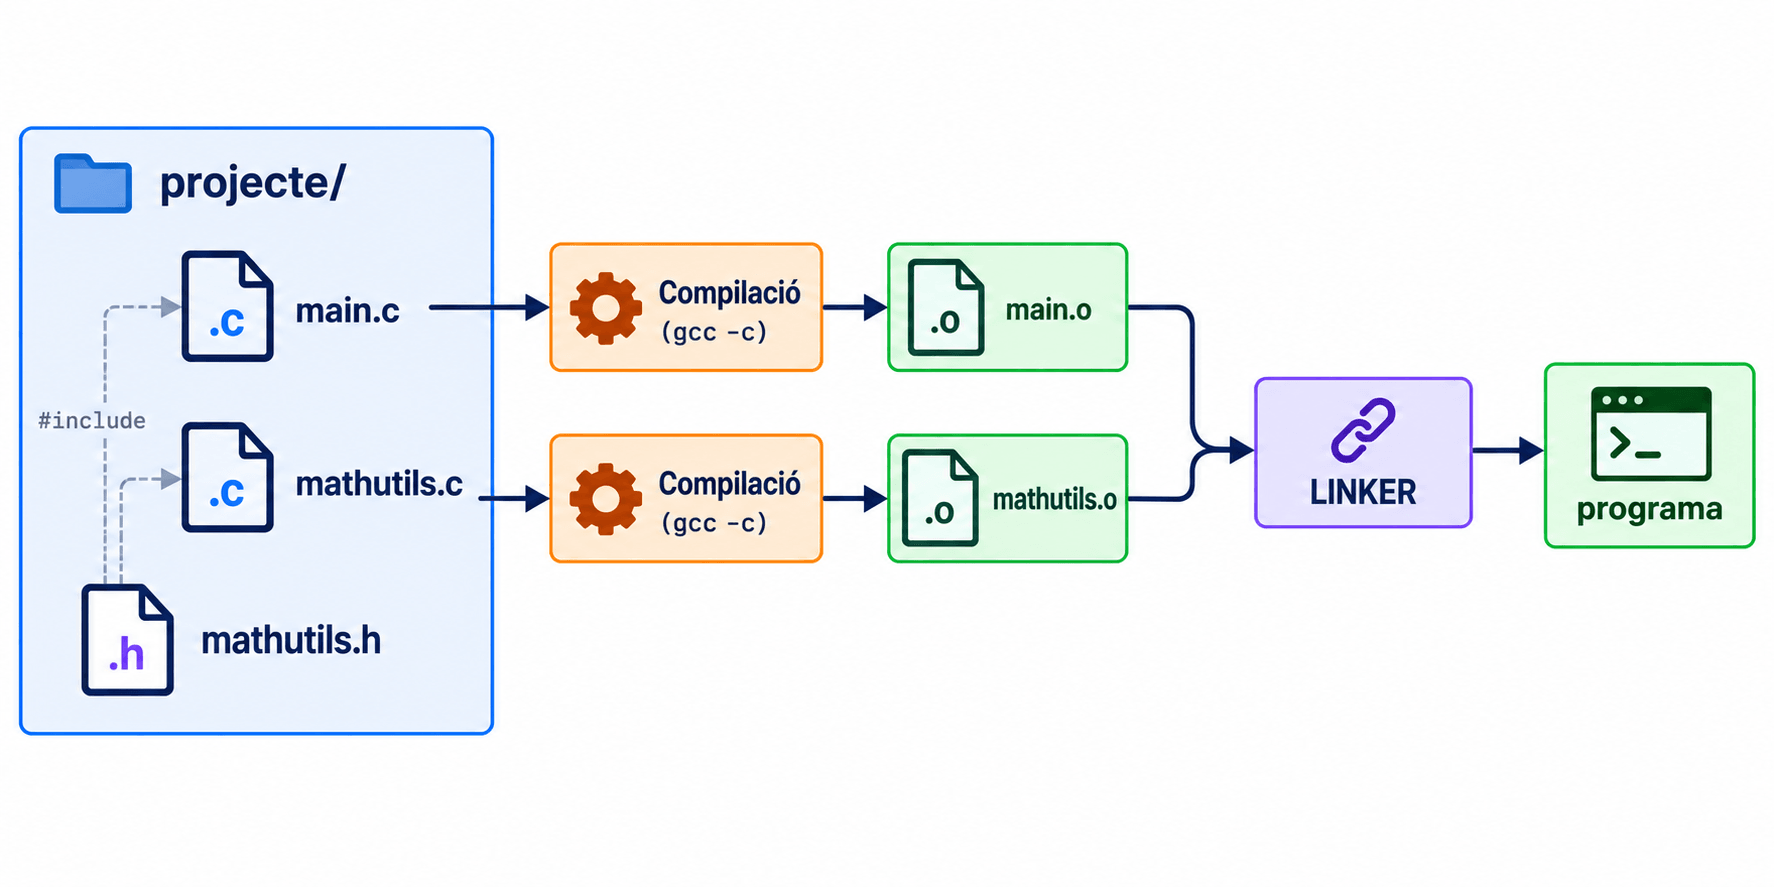 projecte/
.c
main.c
#include
.c
mathutils.c
.h
mathutils.h
Compilació
(gcc -c)
Compilació
(gcc -c)
.o
main.o
.o
mathutils.o
LINKER
>_
programa